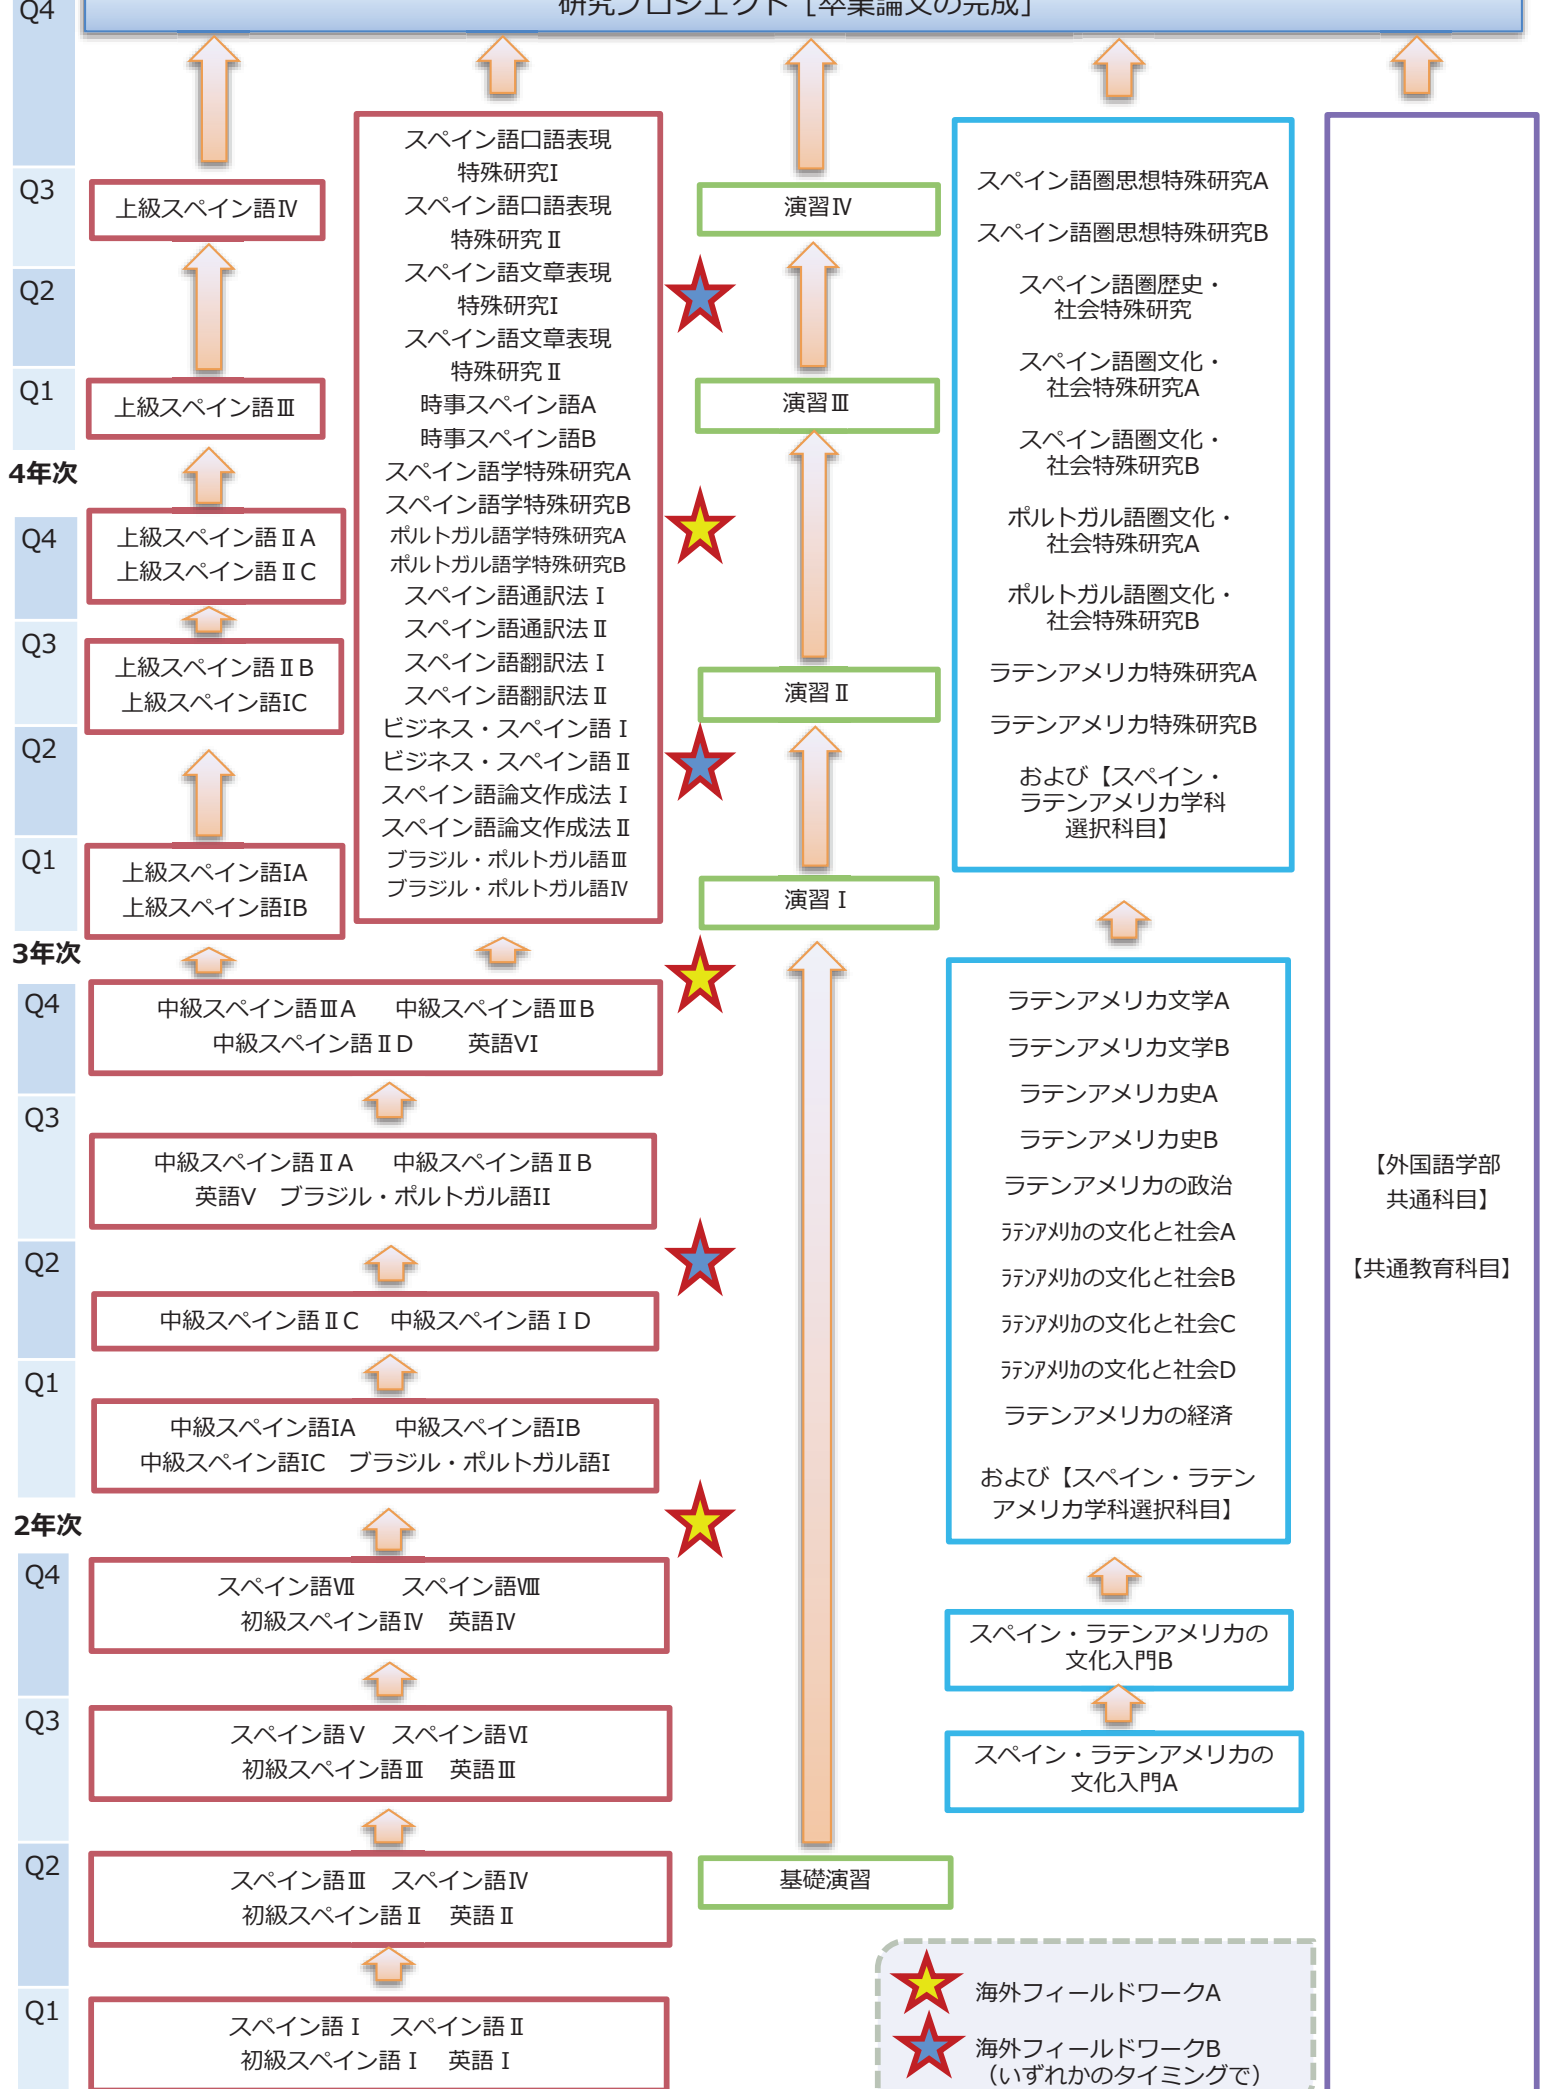 Q4
研究プロジェクト［卒業論文の完成］
Q3
Q2
Q1
4年次
Q4
Q3
Q2
Q1
3年次
Q4
Q3
Q2
Q1
2年次
Q4
Q3
Q2
Q1
上級スペイン語Ⅳ
上級スペイン語Ⅲ
上級スペイン語ⅡA
上級スペイン語ⅡC
上級スペイン語ⅡB
上級スペイン語IC
上級スペイン語IA
上級スペイン語IB
スペイン語口語表現
特殊研究I
スペイン語口語表現
特殊研究Ⅱ
スペイン語文章表現
特殊研究I
スペイン語文章表現
特殊研究Ⅱ
時事スペイン語A
時事スペイン語B
スペイン語学特殊研究A
スペイン語学特殊研究B
ポルトガル語学特殊研究A
ポルトガル語学特殊研究B
スペイン語通訳法Ⅰ
スペイン語通訳法Ⅱ
スペイン語翻訳法Ⅰ
スペイン語翻訳法Ⅱ
ビジネス・スペイン語Ⅰ
ビジネス・スペイン語Ⅱ
スペイン語論文作成法Ⅰ
スペイン語論文作成法Ⅱ
ブラジル・ポルトガル語Ⅲ
ブラジル・ポルトガル語Ⅳ
中級スペイン語ⅢA　中級スペイン語ⅢB
中級スペイン語ⅡD　英語VI
中級スペイン語ⅡA　中級スペイン語ⅡB
英語V　ブラジル・ポルトガル語II
中級スペイン語ⅡC　中級スペイン語ⅠD
中級スペイン語IA　中級スペイン語IB
中級スペイン語IC　ブラジル・ポルトガル語I
スペイン語Ⅶ　スペイン語Ⅷ
初級スペイン語Ⅳ　英語Ⅳ
スペイン語Ⅴ　スペイン語Ⅵ
初級スペイン語Ⅲ　英語Ⅲ
スペイン語Ⅲ　スペイン語Ⅳ
初級スペイン語Ⅱ　英語Ⅱ
スペイン語Ⅰ　スペイン語Ⅱ
初級スペイン語Ⅰ　英語Ⅰ
演習Ⅳ
演習Ⅲ
演習Ⅱ
演習Ⅰ
基礎演習
スペイン語圏思想特殊研究A
スペイン語圏思想特殊研究B
スペイン語圏歴史・
社会特殊研究
スペイン語圏文化・
社会特殊研究A
スペイン語圏文化・
社会特殊研究B
ポルトガル語圏文化・
社会特殊研究A
ポルトガル語圏文化・
社会特殊研究B
ラテンアメリカ特殊研究A
ラテンアメリカ特殊研究B
および【スペイン・
ラテンアメリカ学科
選択科目】
ラテンアメリカ文学A
ラテンアメリカ文学B
ラテンアメリカ史A
ラテンアメリカ史B
ラテンアメリカの政治
ﾗﾃﾝｱﾒﾘｶの文化と社会A
ﾗﾃﾝｱﾒﾘｶの文化と社会B
ﾗﾃﾝｱﾒﾘｶの文化と社会C
ﾗﾃﾝｱﾒﾘｶの文化と社会D
ラテンアメリカの経済
および【スペイン・ラテン
アメリカ学科選択科目】
スペイン・ラテンアメリカの
文化入門B
スペイン・ラテンアメリカの
文化入門A
【外国語学部
共通科目】
【共通教育科目】
海外フィールドワークA
海外フィールドワークB
（いずれかのタイミングで）